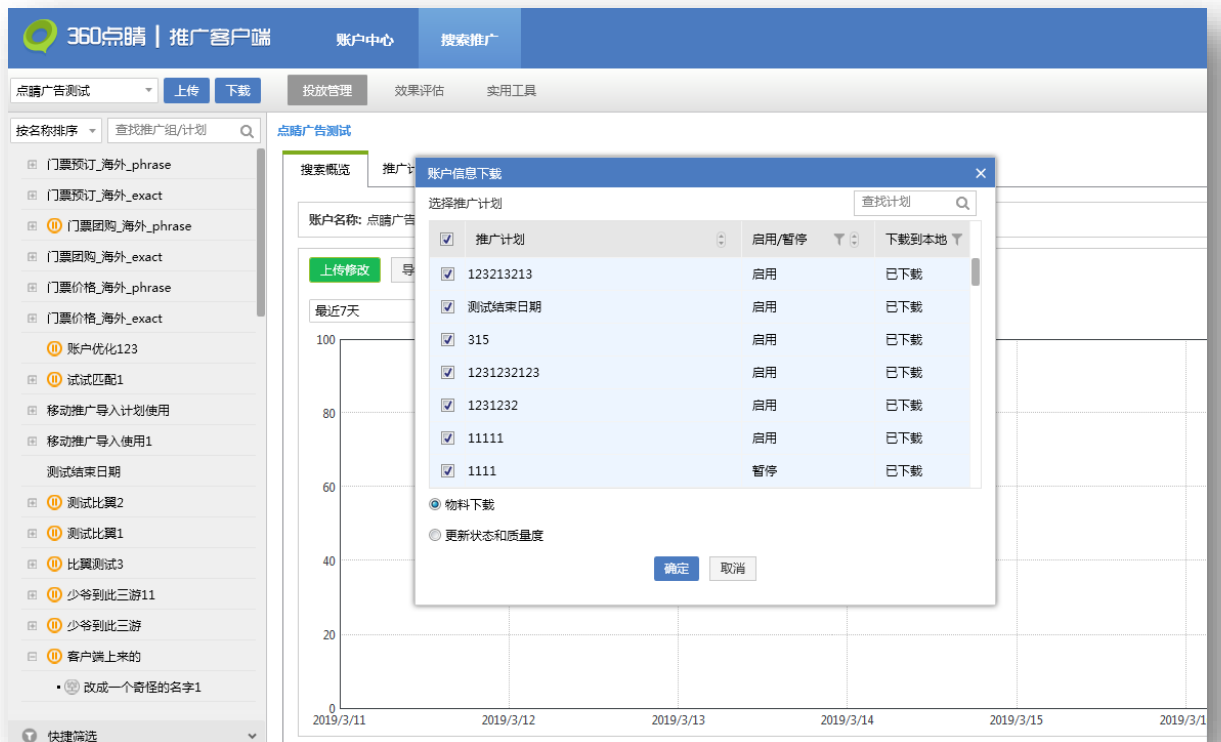 360点睛 | 推广客户端 账户中心 搜索推广
点睛广告测试 上传 下载 投放管理 效果评估 实用工具
按名称排序 查找推广组/计划
门票预订_海外_phrase
门票预订_海外_exact
门票团购_海外_phrase
门票团购_海外_exact
门票价格_海外_phrase
门票价格_海外_exact
账户优化123
试试匹配1
移动推广导入计划使用
移动推广导入使用1
测试结束日期
测试比翼2
测试比翼1
比翼测试3
少爷到此三游11
少爷到此三游
客户端上来的
改成一个奇怪的名字1
快捷筛选
点睛广告测试
搜索概览 推广计
账户名称: 点睛广告
上传修改 导
最近7天
100
80
60
40
20
0
2019/3/11 2019/3/12 2019/3/13 2019/3/14 2019/3/15 2019/3/1
账户信息下载
选择推广计划 查找计划
推广计划 启用/暂停 下载到本地
123213213 启用 已下载
测试结束日期 启用 已下载
315 启用 已下载
1231232123 启用 已下载
1231232 启用 已下载
11111 启用 已下载
1111 暂停 已下载
物料下载
更新状态和质量度
确定 取消